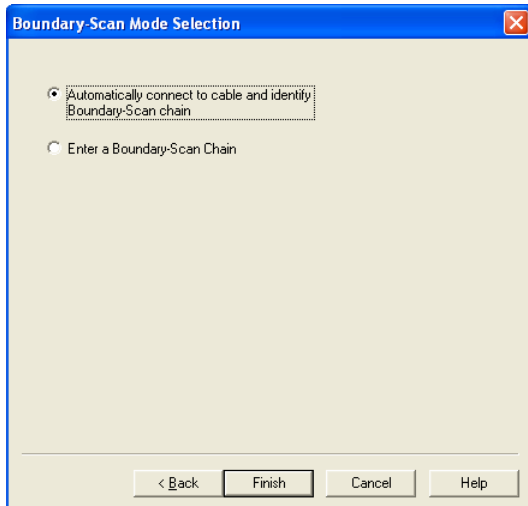 Boundary-Scan Mode Selection
Automatically connect to cable and identify
Boundary-Scan chain
Enter a Boundary-Scan Chain
< Back
Finish
Cancel
Help